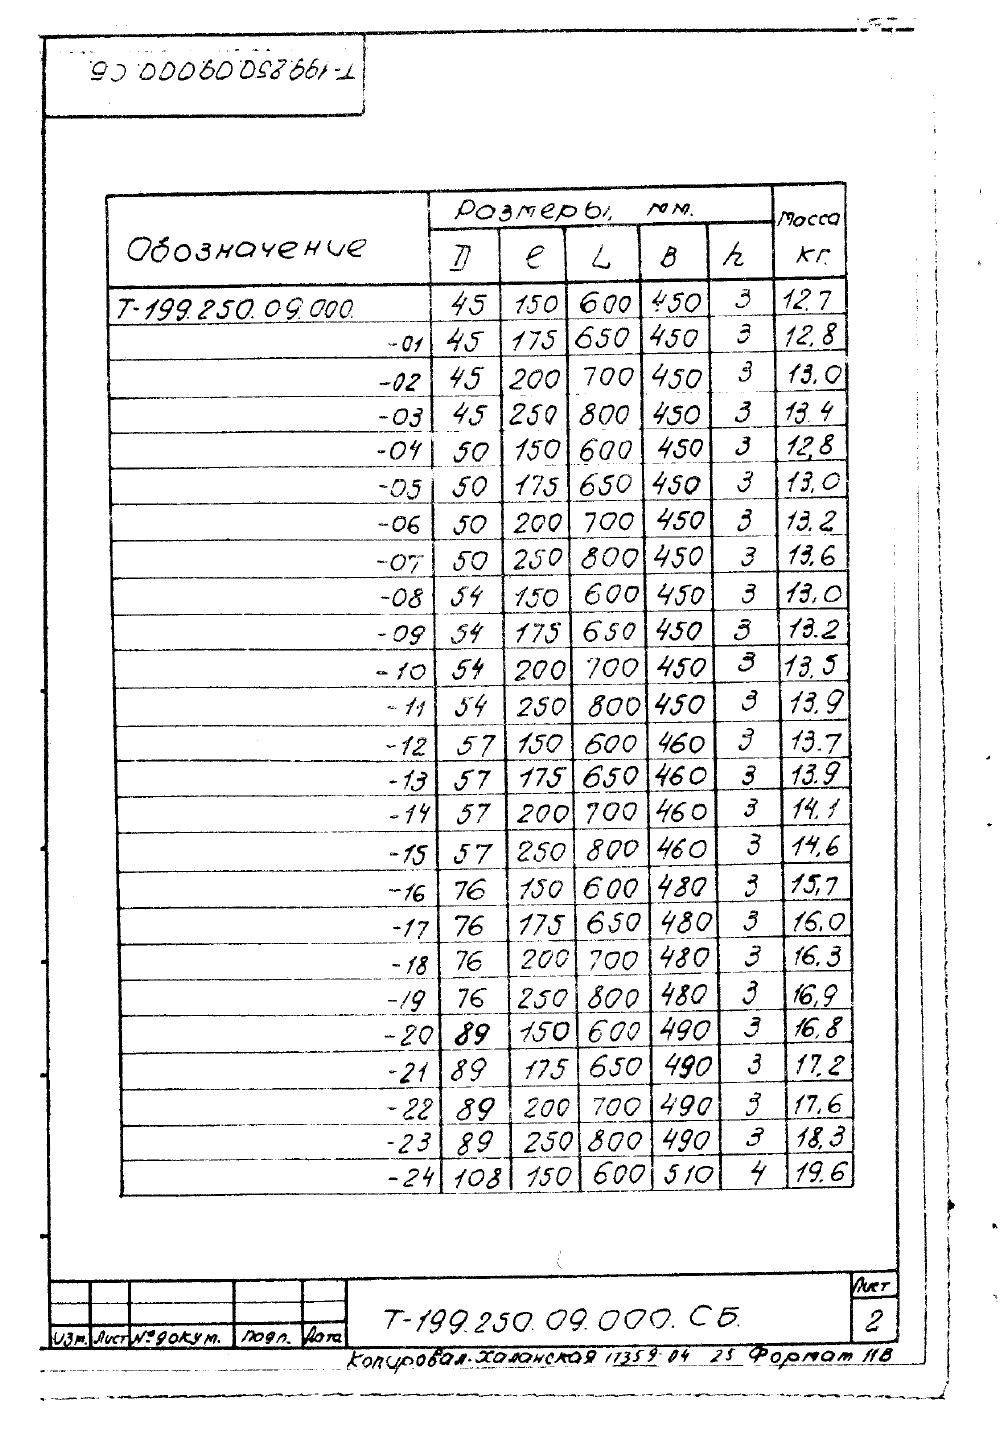 Т-199.250.09.000.СБ
Размеры, мм.
Масса кг.
Обозначение D ℓ L B h
Т-199.250.09.000. 45 150 600 450 3 12.7
-01 45 175 650 450 3 12,8
-02 45 200 700 450 3 13.0
-03 45 250 800 450 3 13.4
-04 50 150 600 450 3 12,8
-05 50 175 650 450 3 13,0
-06 50 200 700 450 3 13.2
-07 50 250 800 450 3 13,6
-08 54 150 600 450 3 13,0
-09 54 175 650 450 3 13.2
-10 54 200 700 450 3 13,5
-11 54 250 800 450 3 13.9
-12 57 150 600 460 3 13.7
-13 57 175 650 460 3 13.9
-14 57 200 700 460 3 14.1
-15 57 250 800 460 3 14,6
-16 76 150 600 480 3 15,7
-17 76 175 650 480 3 16,0
-18 76 200 700 480 3 16,3
-19 76 250 800 480 3 16,9
-20 89 150 600 490 3 16,8
-21 89 175 650 490 3 17,2
-22 89 200 700 490 3 17,6
-23 89 250 800 490 3 18,3
-24 108 150 600 510 4 19.6
Т-199.250.09.000.СБ.
Лист
2
Изм. Лист № докум. Подп. Дата
Копировал. Халанская 17359-04 25 Формат 11В